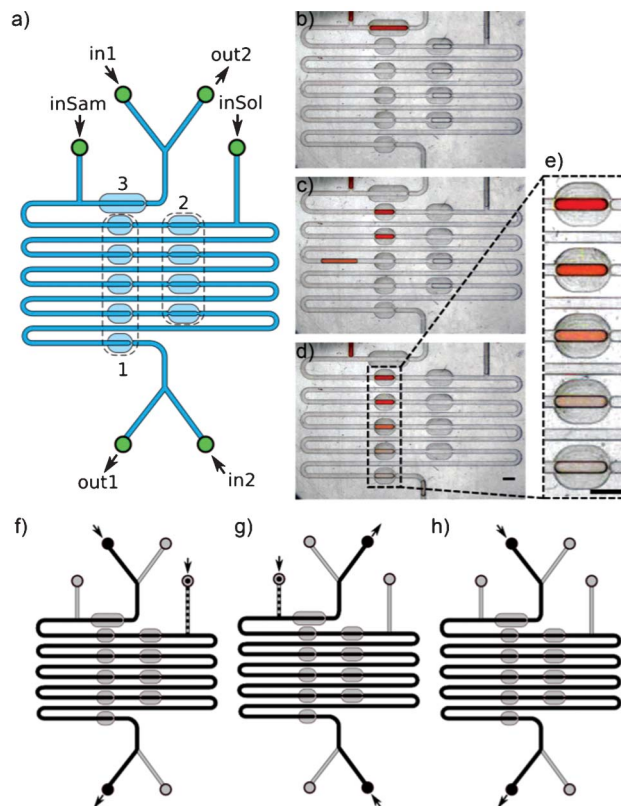 a)
in1
out2
inSam
inSol
3
2
1
out1
in2
b)
c)
d)
e)
f)
g)
h)